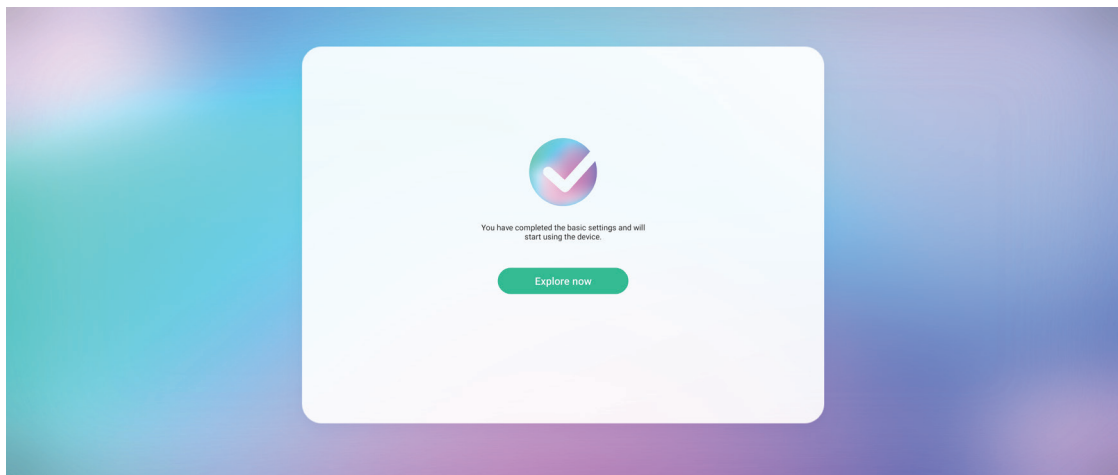 You have completed the basic settings and will
start using the device.
Explore now